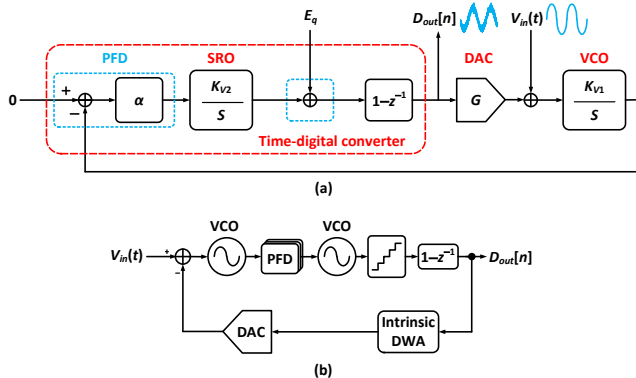 E_q
D_out[n]
V_in(t)
PFD
SRO
DAC
VCO
0
+
−
α
K_V2
S
+
1−z⁻¹
G
+
K_V1
S
Time-digital converter
(a)
VCO
VCO
V_in(t)
+
−
PFD
1−z⁻¹
D_out[n]
DAC
Intrinsic
DWA
(b)